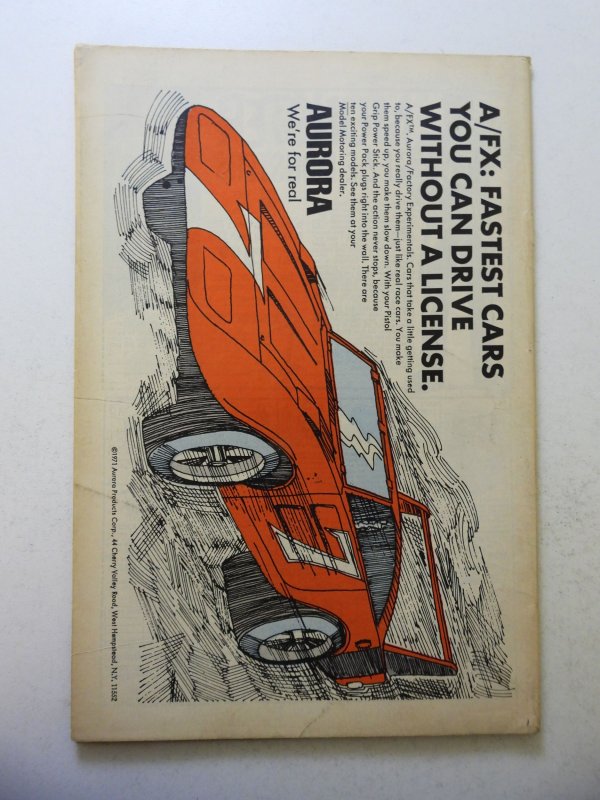 A/FX: FASTEST CARS
YOU CAN DRIVE
WITHOUT A LICENSE.
A/FX™. Aurora/Factory Experimentals. Cars that take a little getting used
to, because you really drive them—just like real race cars. You make
them speed up, you make them slow down. With your Pistol
Grip Power Stick. And the action never stops, because
your Power Pack plugs right into the wall. There are
ten exciting models. See them at your
Model Motoring dealer.
AURORA
We're for real
©1971 Aurora Products Corp., 44 Cherry Valley Road, West Hempstead, N.Y. 11552